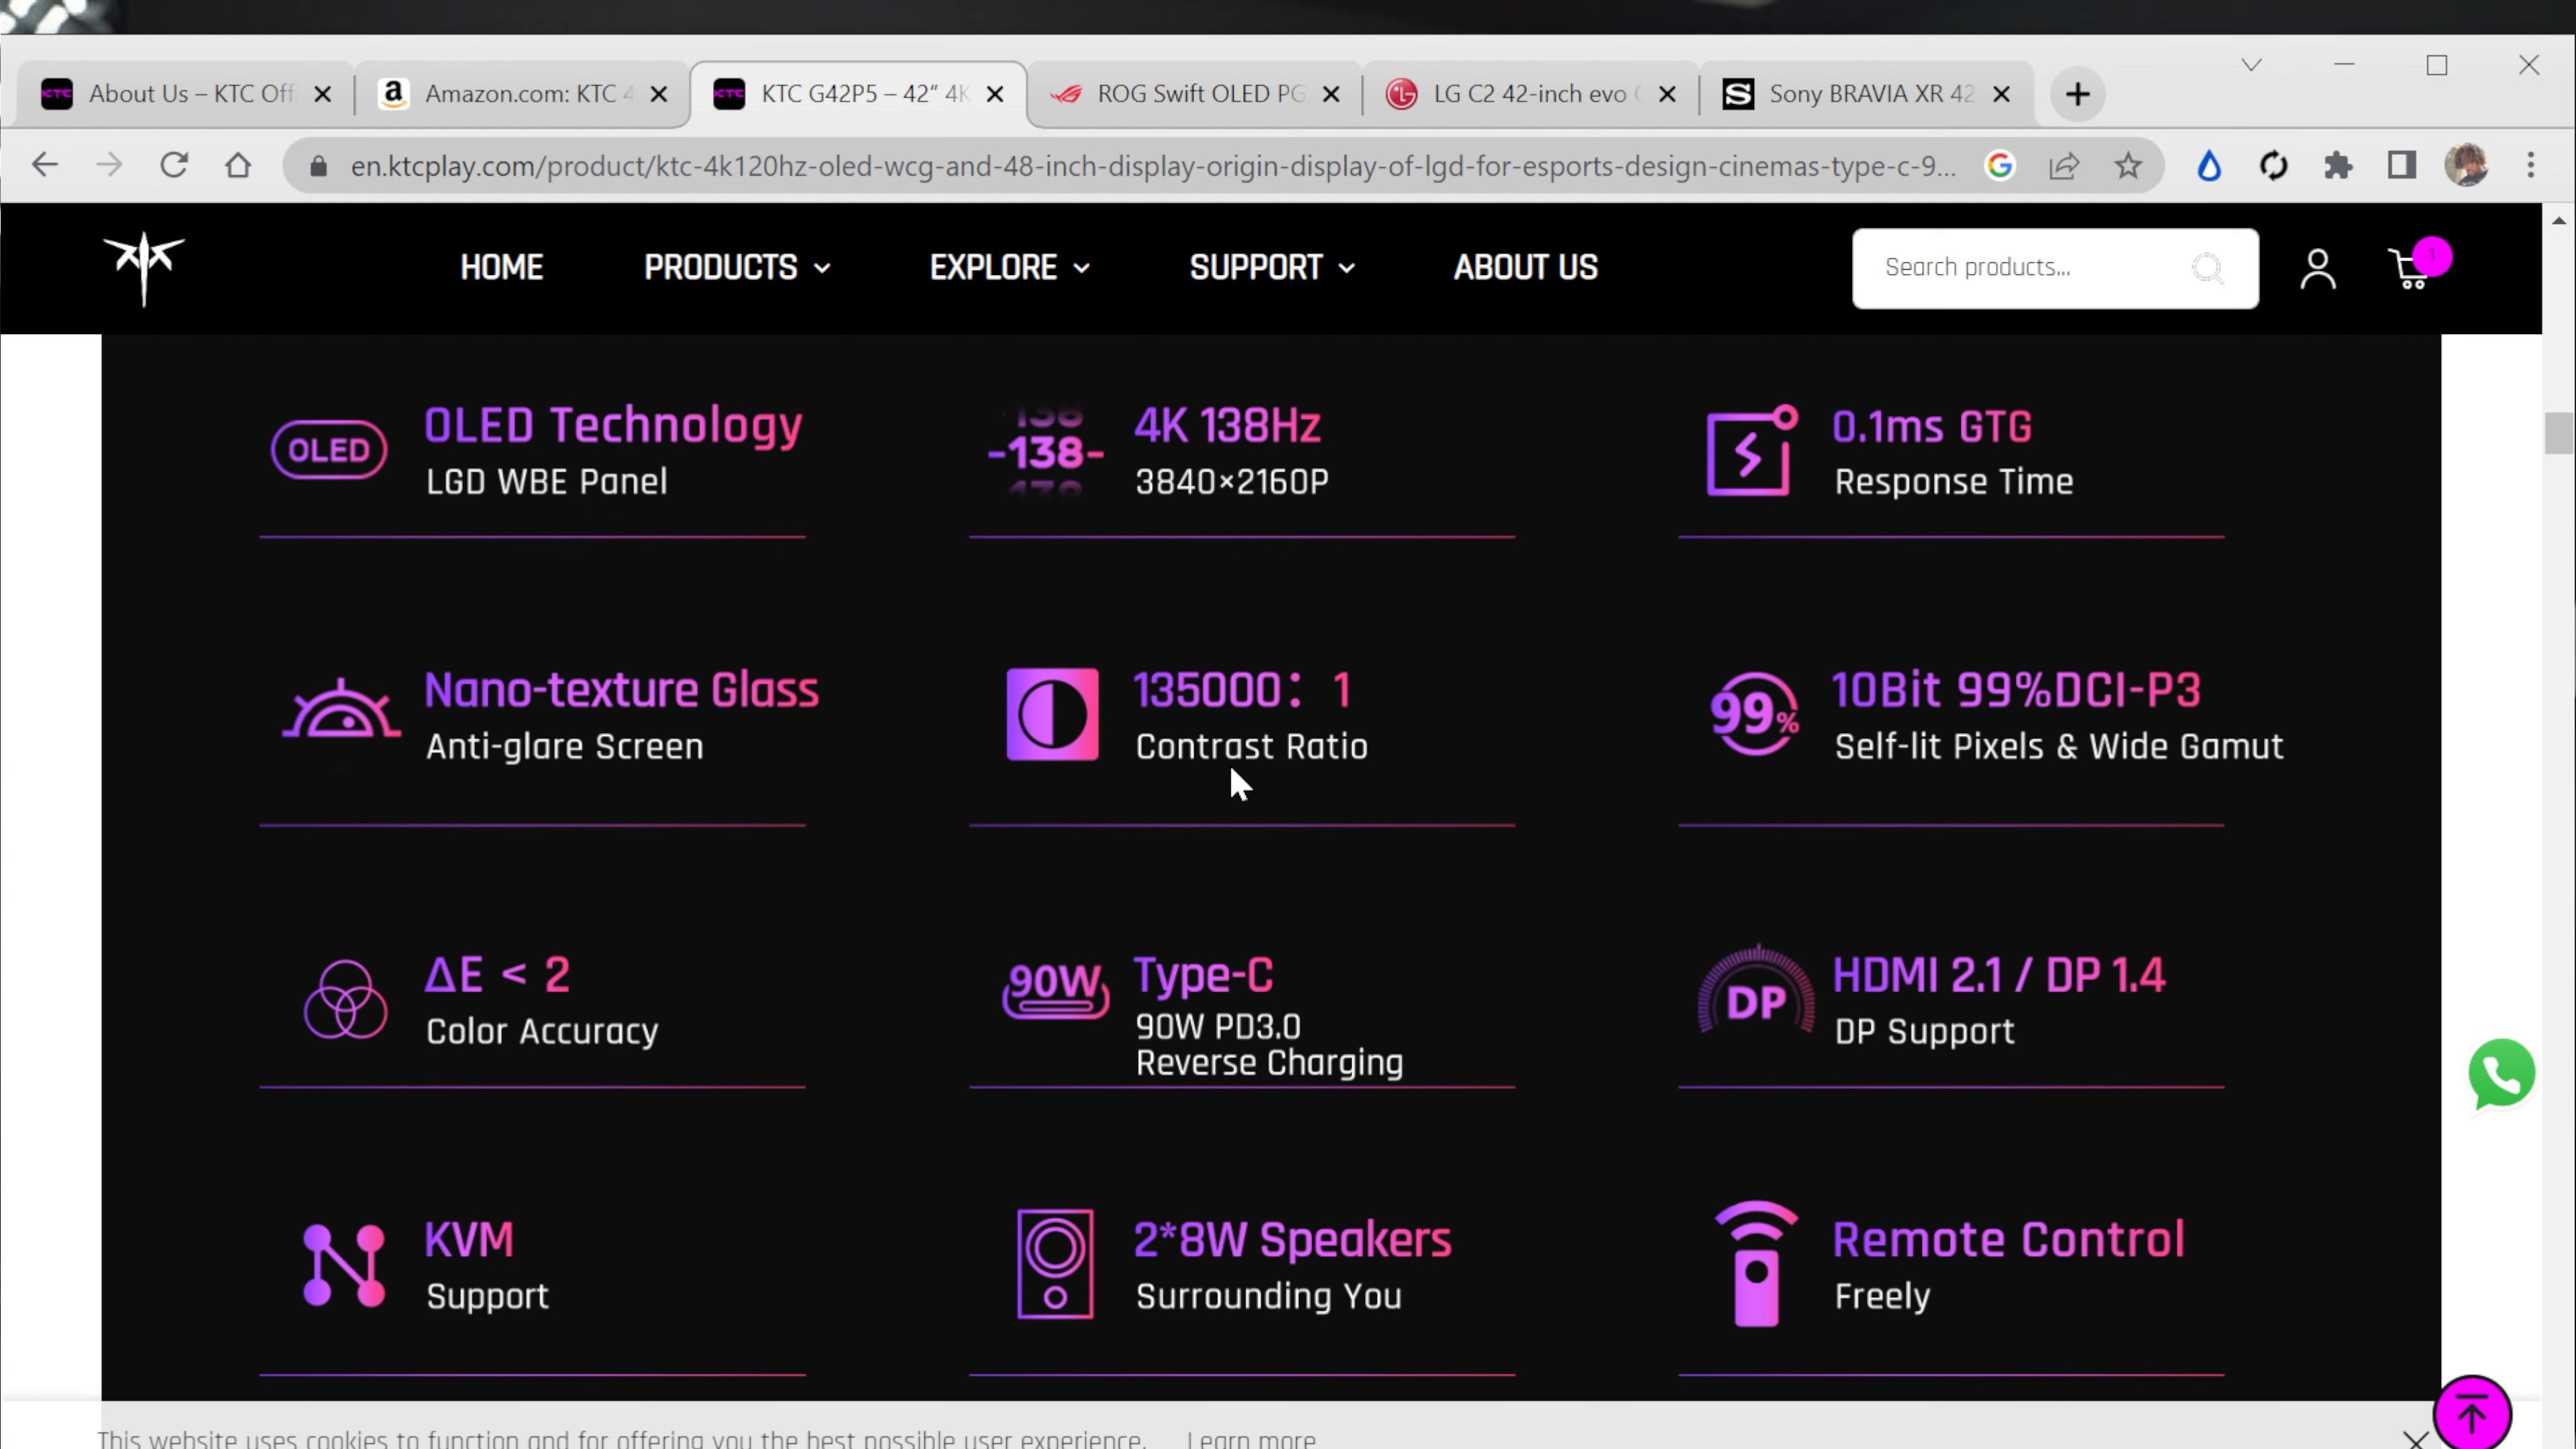 About Us – KTC Off
Amazon.com: KTC 4
KTC G42P5 – 42" 4K
ROG Swift OLED PG
LG C2 42-inch evo
Sony BRAVIA XR 42
en.ktcplay.com/product/ktc-4k120hz-oled-wcg-and-48-inch-display-origin-display-of-lgd-for-esports-design-cinemas-type-c-9...
HOME
PRODUCTS
EXPLORE
SUPPORT
ABOUT US
Search products...
1
OLED
OLED Technology
LGD WBE Panel
138
-138-
138
4K 138Hz
3840×2160P
0.1ms GTG
Response Time
Nano-texture Glass
Anti-glare Screen
135000：1
Contrast Ratio
99%
10Bit 99%DCI-P3
Self-lit Pixels & Wide Gamut
ΔE < 2
Color Accuracy
90W
Type-C
90W PD3.0
Reverse Charging
DP
HDMI 2.1 / DP 1.4
DP Support
KVM
Support
2*8W Speakers
Surrounding You
Remote Control
Freely
This website uses cookies to function and for offering you the best possible user experience. Learn more